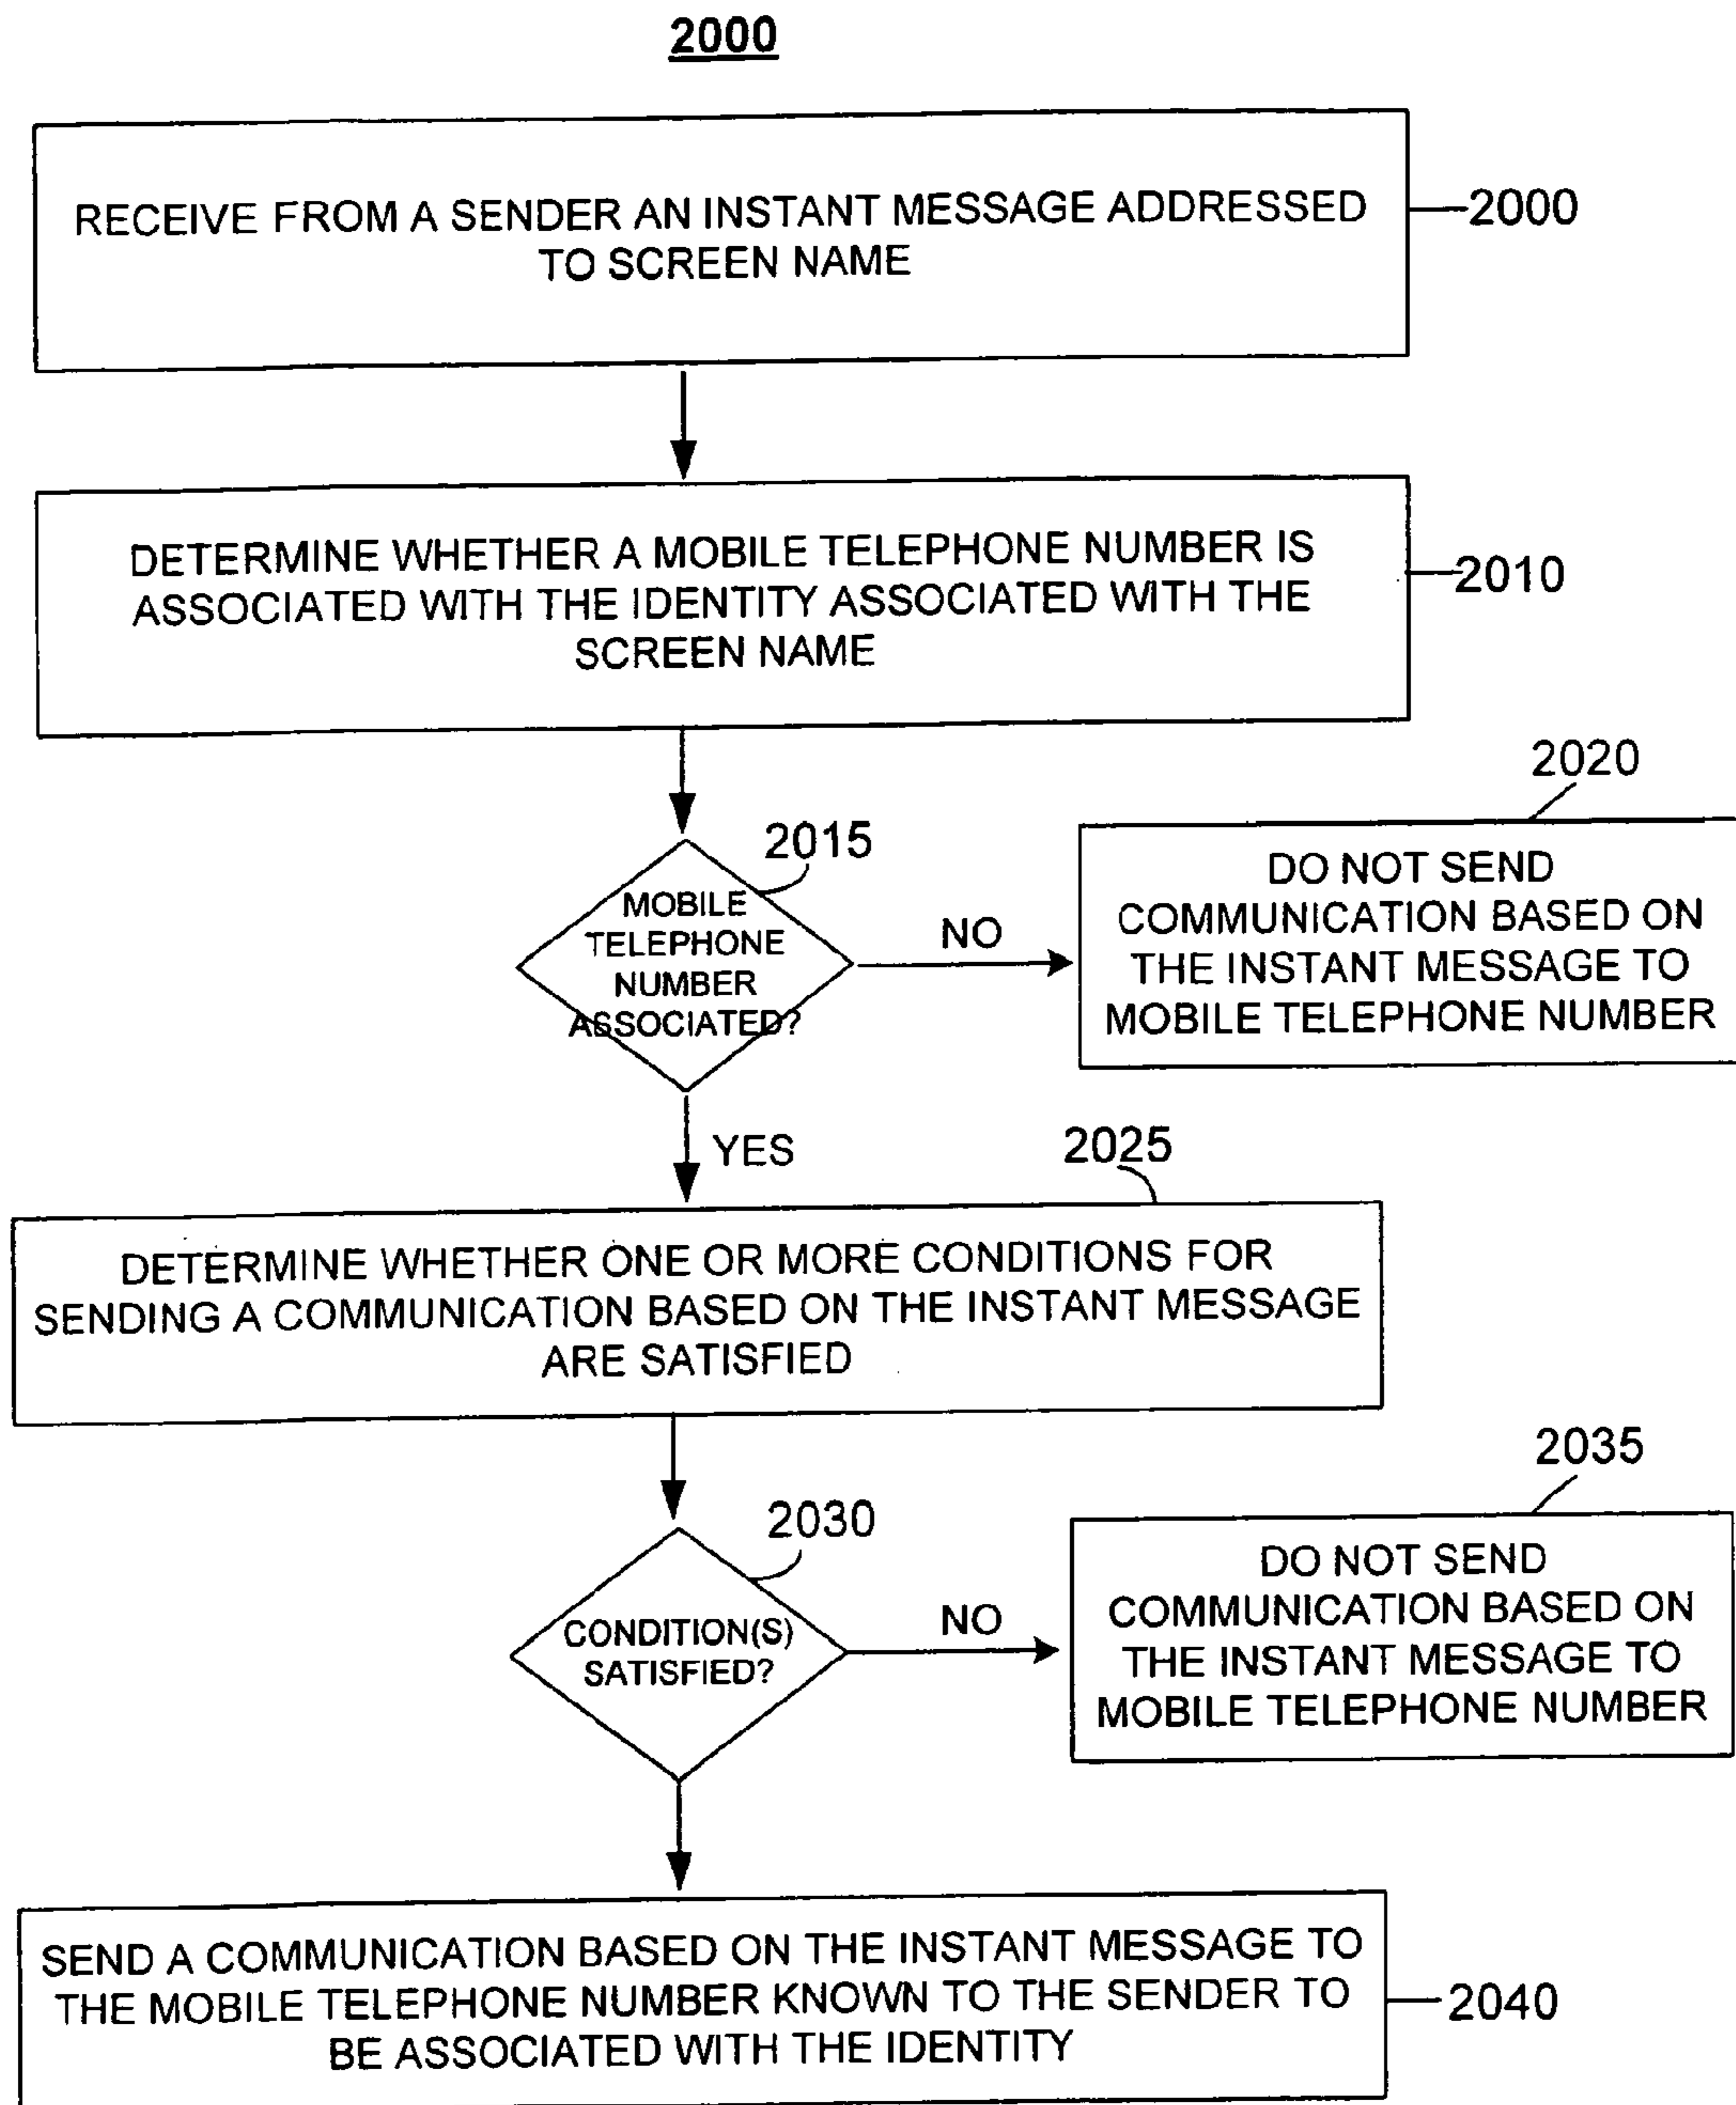 2000
RECEIVE FROM A SENDER AN INSTANT MESSAGE ADDRESSED
TO SCREEN NAME
2000
DETERMINE WHETHER A MOBILE TELEPHONE NUMBER IS
ASSOCIATED WITH THE IDENTITY ASSOCIATED WITH THE
SCREEN NAME
2010
2015
MOBILE
TELEPHONE
NUMBER
ASSOCIATED?
NO
2020
DO NOT SEND
COMMUNICATION BASED ON
THE INSTANT MESSAGE TO
MOBILE TELEPHONE NUMBER
YES
2025
DETERMINE WHETHER ONE OR MORE CONDITIONS FOR
SENDING A COMMUNICATION BASED ON THE INSTANT MESSAGE
ARE SATISFIED
2030
CONDITION(S)
SATISFIED?
NO
2035
DO NOT SEND
COMMUNICATION BASED ON
THE INSTANT MESSAGE TO
MOBILE TELEPHONE NUMBER
SEND A COMMUNICATION BASED ON THE INSTANT MESSAGE TO
THE MOBILE TELEPHONE NUMBER KNOWN TO THE SENDER TO
BE ASSOCIATED WITH THE IDENTITY
2040